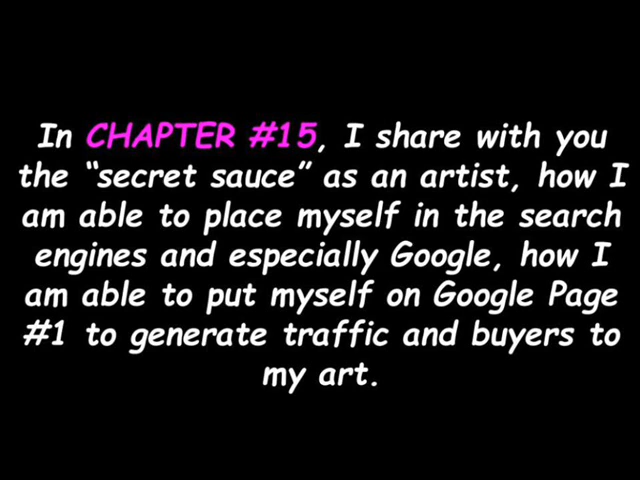 In CHAPTER #15, I share with you
the “secret sauce” as an artist, how I
am able to place myself in the search
engines and especially Google, how I
am able to put myself on Google Page
#1 to generate traffic and buyers to
my art.